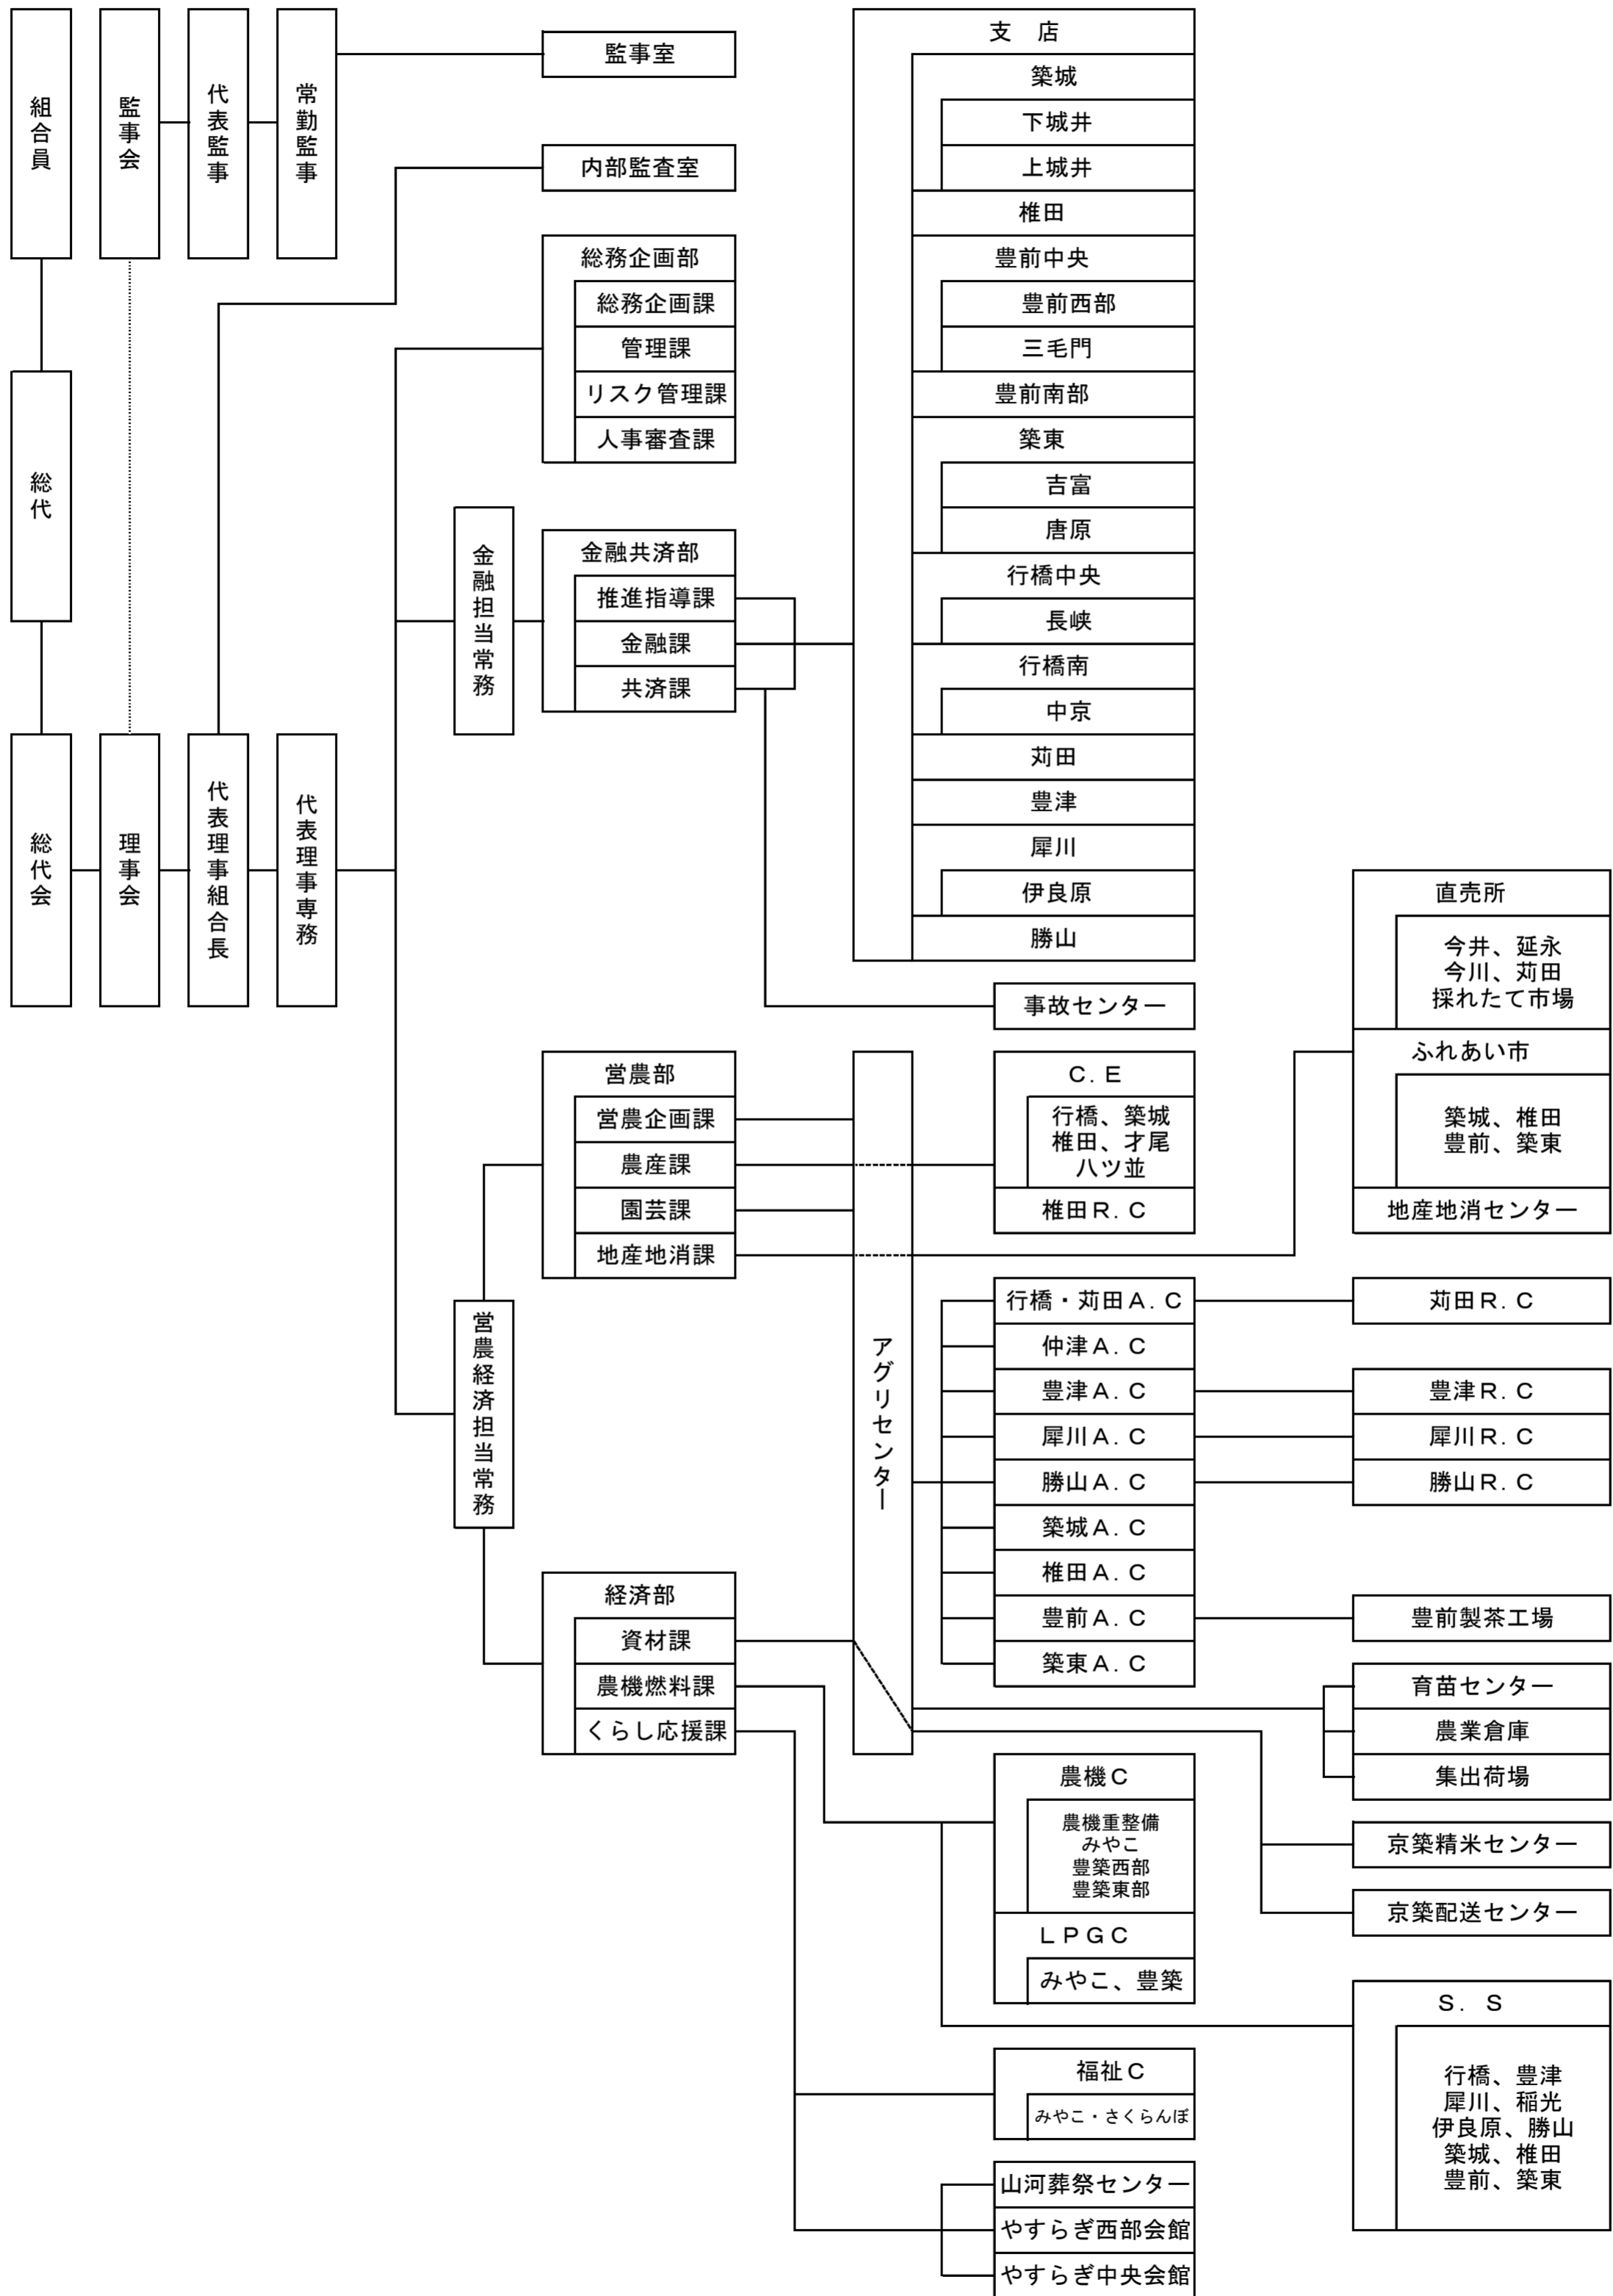 組合員
監事会
代表監事
常勤監事
監事室
内部監査室
総代
総代会
理事会
代表理事組合長
代表理事専務
総務企画部
総務企画課
管理課
リスク管理課
人事審査課
金融担当常務
金融共済部
推進指導課
金融課
共済課
支　店
築城
下城井
上城井
椎田
豊前中央
豊前西部
三毛門
豊前南部
築東
吉富
唐原
行橋中央
長峡
行橋南
中京
苅田
豊津
犀川
伊良原
勝山
事故センター
営農経済担当常務
営農部
営農企画課
農産課
園芸課
地産地消課
経済部
資材課
農機燃料課
くらし応援課
アグリセンター
Ｃ．Ｅ
行橋、築城
椎田、才尾
八ツ並
椎田Ｒ．Ｃ
直売所
今井、延永
今川、苅田
採れたて市場
ふれあい市
築城、椎田
豊前、築東
地産地消センター
行橋・苅田Ａ．Ｃ
仲津Ａ．Ｃ
豊津Ａ．Ｃ
犀川Ａ．Ｃ
勝山Ａ．Ｃ
築城Ａ．Ｃ
椎田Ａ．Ｃ
豊前Ａ．Ｃ
築東Ａ．Ｃ
苅田Ｒ．Ｃ
豊津Ｒ．Ｃ
犀川Ｒ．Ｃ
勝山Ｒ．Ｃ
豊前製茶工場
育苗センター
農業倉庫
集出荷場
京築精米センター
京築配送センター
農機Ｃ
農機重整備
みやこ
豊築西部
豊築東部
ＬＰＧＣ
みやこ、豊築
Ｓ．Ｓ
行橋、豊津
犀川、稲光
伊良原、勝山
築城、椎田
豊前、築東
福祉Ｃ
みやこ・さくらんぼ
山河葬祭センター
やすらぎ西部会館
やすらぎ中央会館